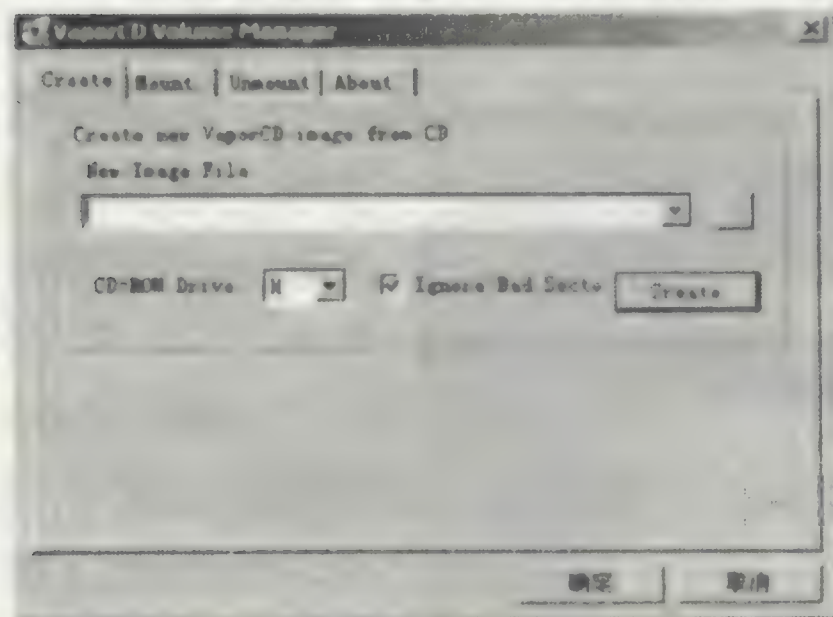 VaporCD Volume Manager
Create Mount Unmount About
Create new VaporCD image from CD
New Image File
CD-ROM Drive M Ignore Bad Secto Create
確定 取消